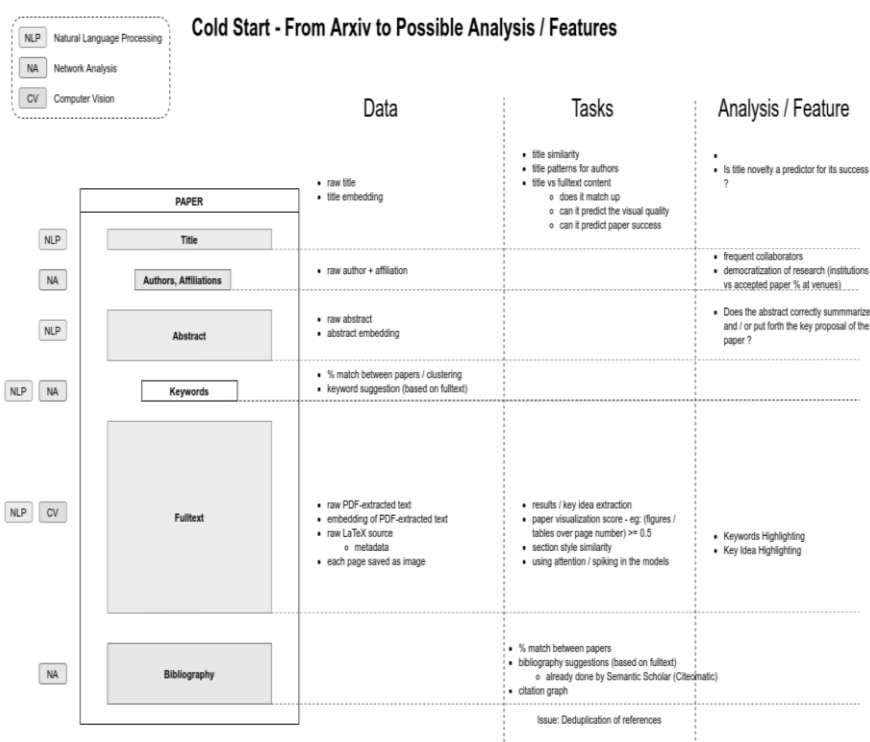 Cold Start - From Arxiv to Possible Analysis / Features
NLP Natural Language Processing
NA Network Analysis
CV Computer Vision
Data
Tasks
Analysis / Feature
PAPER
NLP
Title
raw title
title embedding
title similarity
title patterns for authors
title vs fulltext content
does it match up
can it predict the visual quality
can it predict paper success
Is title novelty a predictor for its success
?
NA
Authors, Affiliations
raw author + affiliation
frequent collaborators
democratization of research (institutions
vs accepted paper % at venues)
NLP
Abstract
raw abstract
abstract embedding
Does the abstract correctly summmarize
and / or put forth the key proposal of the
paper ?
NLP NA
Keywords
% match between papers / clustering
keyword suggestion (based on fulltext)
NLP CV
Fulltext
raw PDF-extracted text
embedding of PDF-extracted text
raw LaTeX source
metadata
each page saved as image
results / key idea extraction
paper visualization score - eg: (figures /
tables over page number) >= 0.5
section style similarity
using attention / spiking in the models
Keywords Highlighting
Key Idea Highlighting
NA
Bibliography
% match between papers
bibliography suggestions (based on fulltext)
already done by Semantic Scholar (Citeomatic)
citation graph
Issue: Deduplication of references